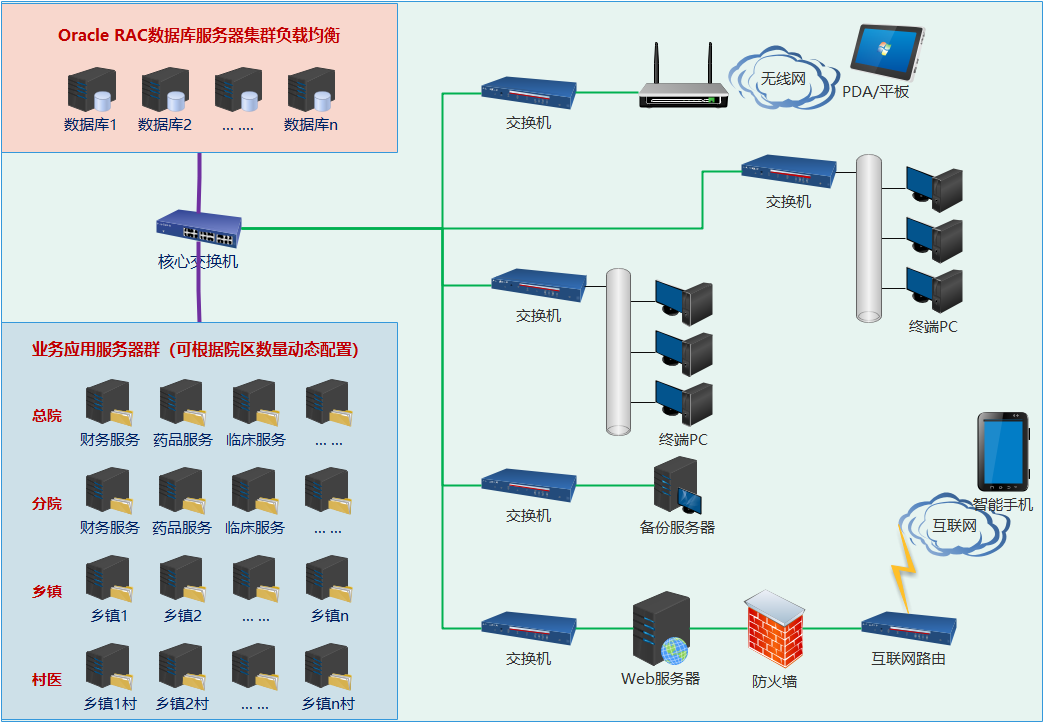 Oracle RAC数据库服务器集群负载均衡
数据库1
数据库2
... ....
数据库n
核心交换机
业务应用服务器群（可根据院区数量动态配置）
总院
财务服务
药品服务
临床服务
... ...
分院
财务服务
药品服务
临床服务
... ...
乡镇
乡镇1
乡镇2
... ...
乡镇n
村医
乡镇1村
乡镇2村
... ...
乡镇n村
交换机
无线网
PDA/平板
交换机
终端PC
交换机
终端PC
交换机
备份服务器
智能手机
互联网
交换机
Web服务器
防火墙
互联网路由